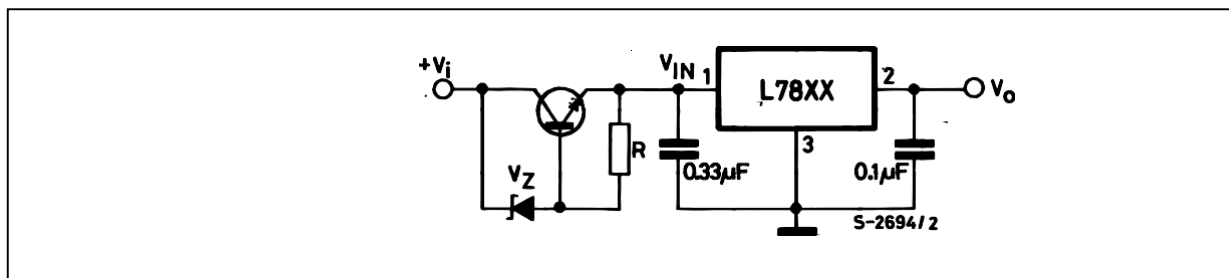 +Vi
VIN
1
L78XX
2
Vo
3
R
0.33µF
0.1µF
VZ
S-2694/2